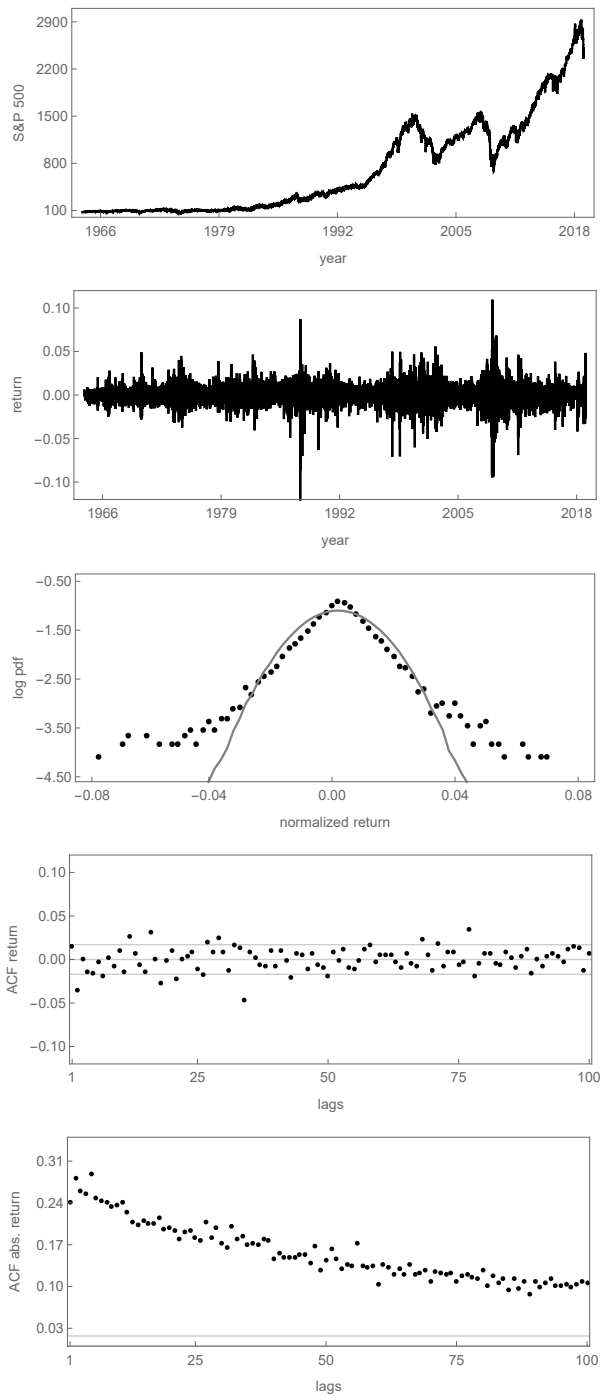 2900
2200
1500
800
100
S&P 500
1966 1979 1992 2005 2018
year
0.10
0.05
0.00
−0.05
−0.10
return
1966 1979 1992 2005 2018
year
−0.50
−1.50
−2.50
−3.50
−4.50
log pdf
−0.08 −0.04 0.00 0.04 0.08
normalized return
0.10
0.05
0.00
−0.05
−0.10
ACF return
1 25 50 75 100
lags
0.31
0.24
0.17
0.10
0.03
ACF abs. return
1 25 50 75 100
lags